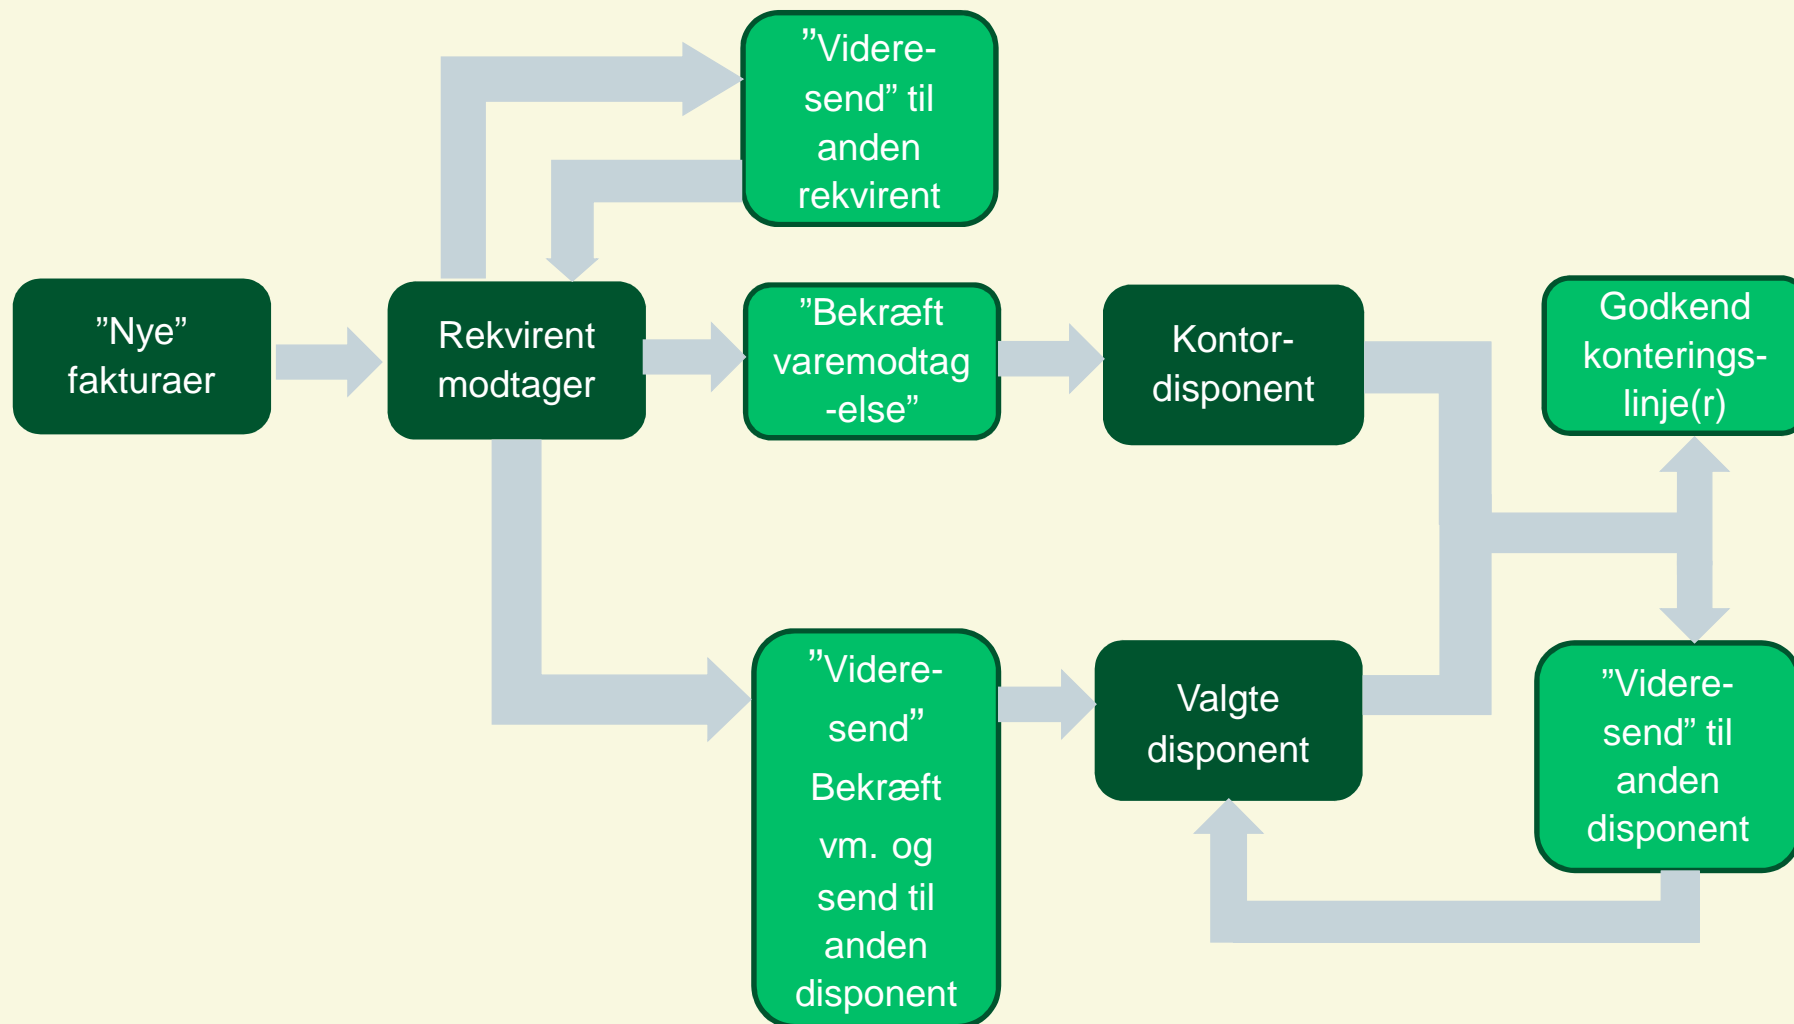 ”Videre-
send” til
anden
rekvirent
”Nye”
fakturaer
Rekvirent
modtager
”Bekræft
varemodtag
-else”
Kontor-
disponent
Godkend
konterings-
linje(r)
”Videre-
send”
Bekræft
vm. og
send til
anden
disponent
Valgte
disponent
”Videre-
send” til
anden
disponent